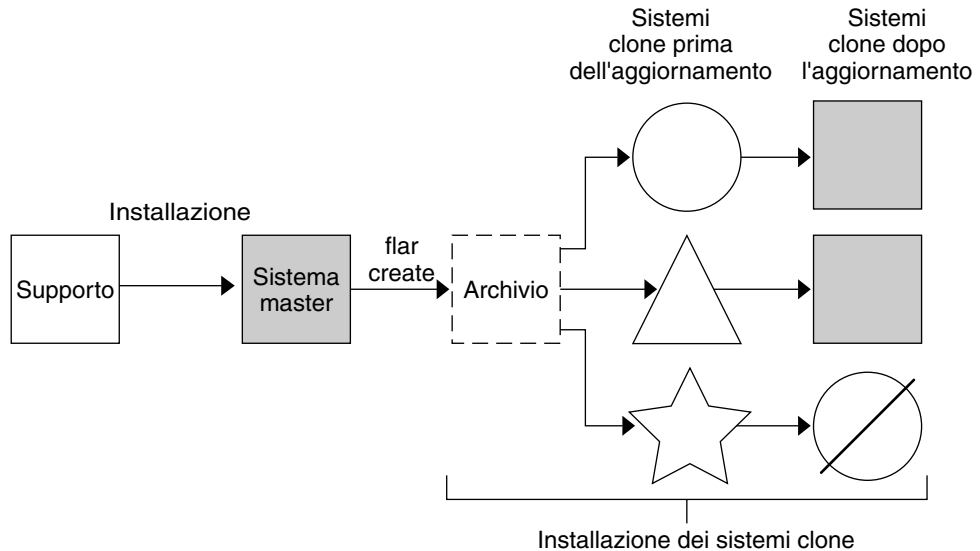 Sistemi
clone prima
dell'aggiornamento
Sistemi
clone dopo
l'aggiornamento
Installazione
Supporto
Sistema
master
flar
create
Archivio
Installazione dei sistemi clone